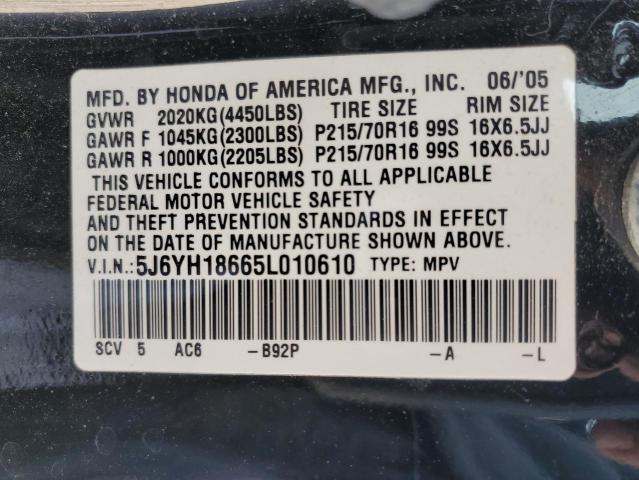 MFD. BY HONDA OF AMERICA MFG., INC. 06/'05
GVWR 2020KG(4450LBS) TIRE SIZE RIM SIZE
GAWR F 1045KG(2300LBS) P215/70R16 99S 16X6.5JJ
GAWR R 1000KG(2205LBS) P215/70R16 99S 16X6.5JJ
THIS VEHICLE CONFORMS TO ALL APPLICABLE
FEDERAL MOTOR VEHICLE SAFETY
AND THEFT PREVENTION STANDARDS IN EFFECT
ON THE DATE OF MANUFACTURE SHOWN ABOVE.
V.I.N.: 5J6YH18665L010610 TYPE: MPV
SCV 5 AC6 -B92P -A -L